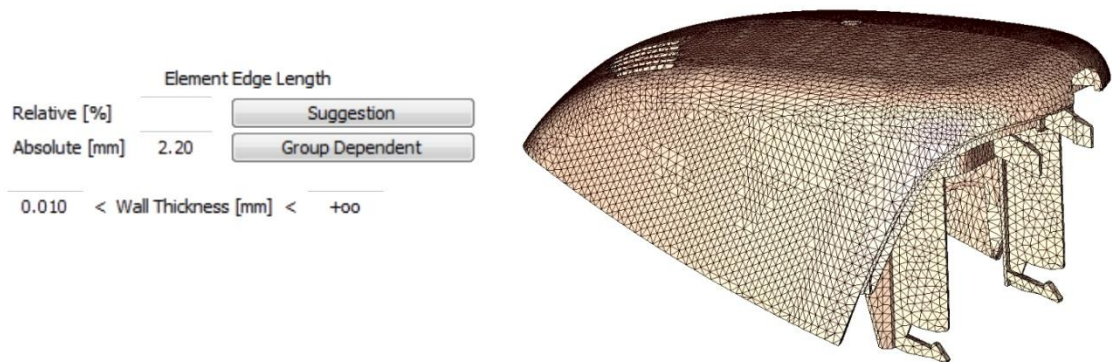 Element Edge Length
Relative [%] Suggestion
Absolute [mm] 2.20 Group Dependent
0.010 < Wall Thickness [mm] < +oo